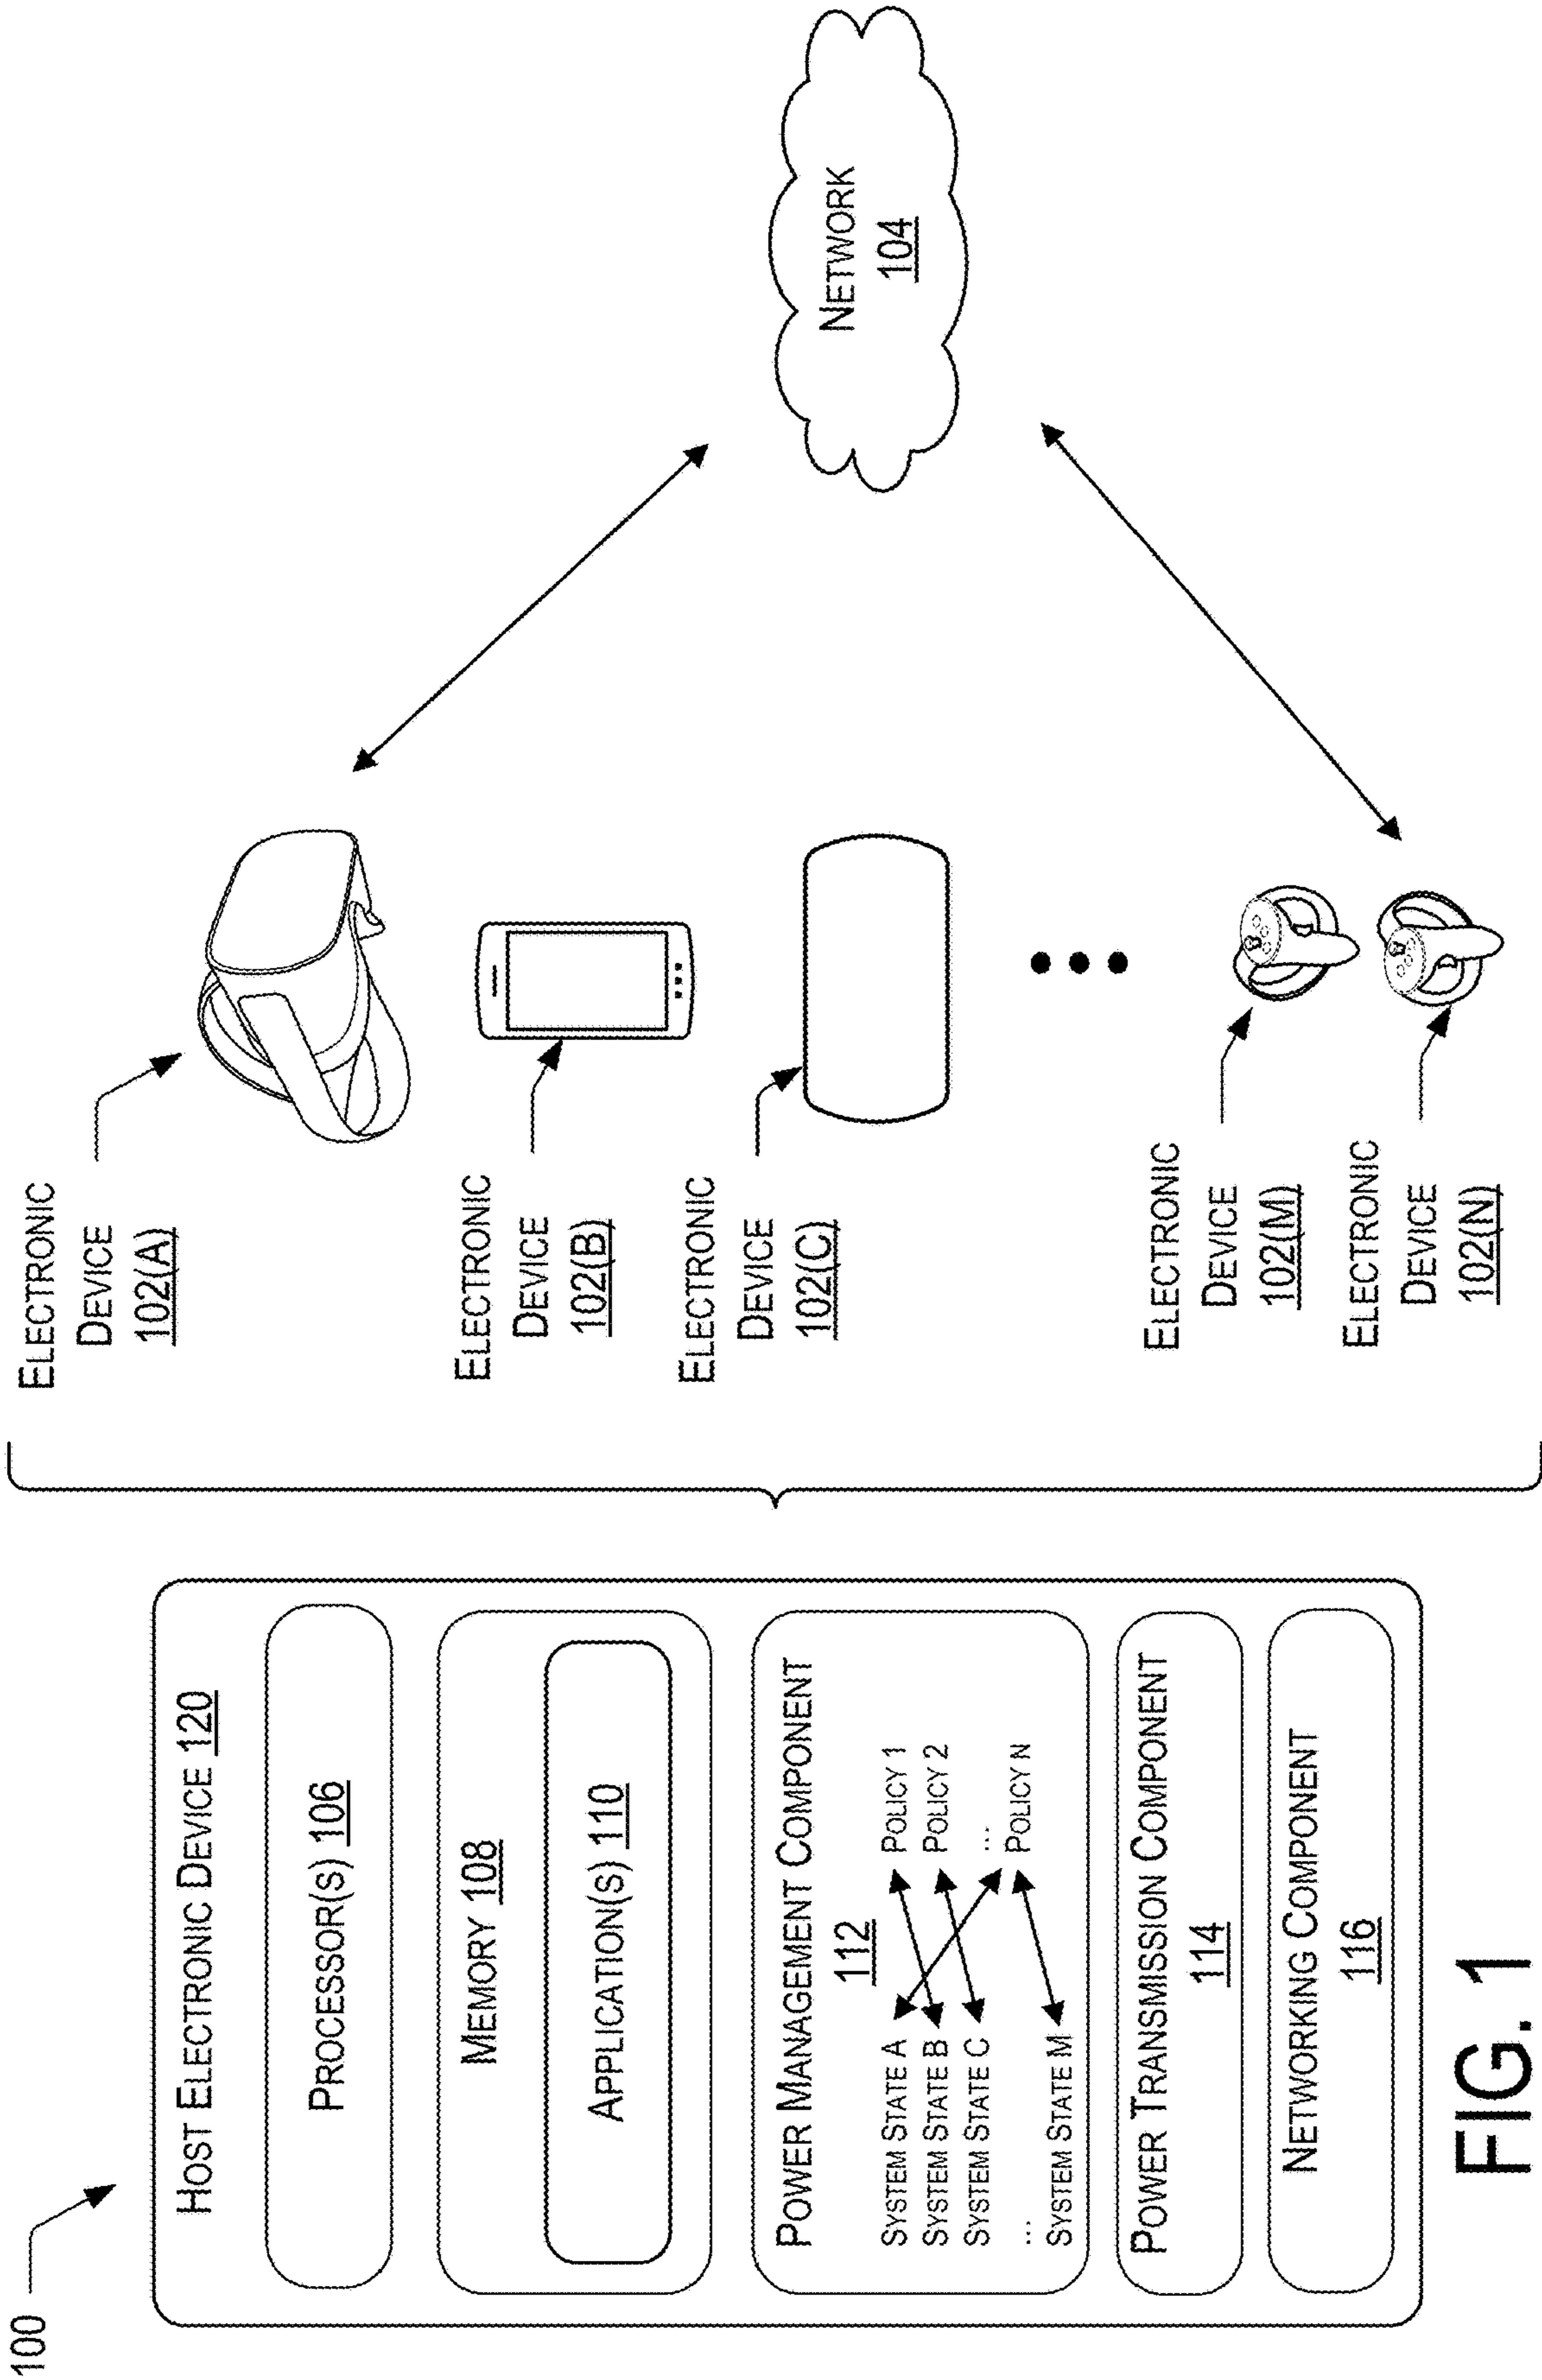 100
HOST ELECTRONIC DEVICE 120
PROCESSOR(S) 106
MEMORY 108
APPLICATION(S) 110
POWER MANAGEMENT COMPONENT
112
SYSTEM STATE A
SYSTEM STATE B
SYSTEM STATE C
...
SYSTEM STATE M
POLICY 1
POLICY 2
...
POLICY N
POWER TRANSMISSION COMPONENT
114
NETWORKING COMPONENT
116
ELECTRONIC
DEVICE
102(A)
ELECTRONIC
DEVICE
102(B)
ELECTRONIC
DEVICE
102(C)
ELECTRONIC
DEVICE
102(M)
ELECTRONIC
DEVICE
102(N)
NETWORK
104
FIG. 1